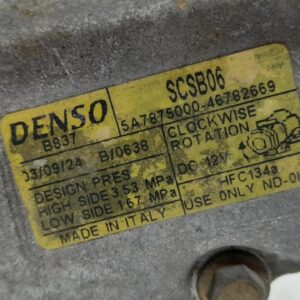 DENSO SCSB06
B837 5A7875000-46782669
03/09/24 B/0638 CLOCKWISE ROTATION
DESIGN PRES DC 12V
HIGH SIDE 3.53 MPa HFC134a
LOW SIDE 1.67 MPa USE ONLY ND-OI
MADE IN ITALY